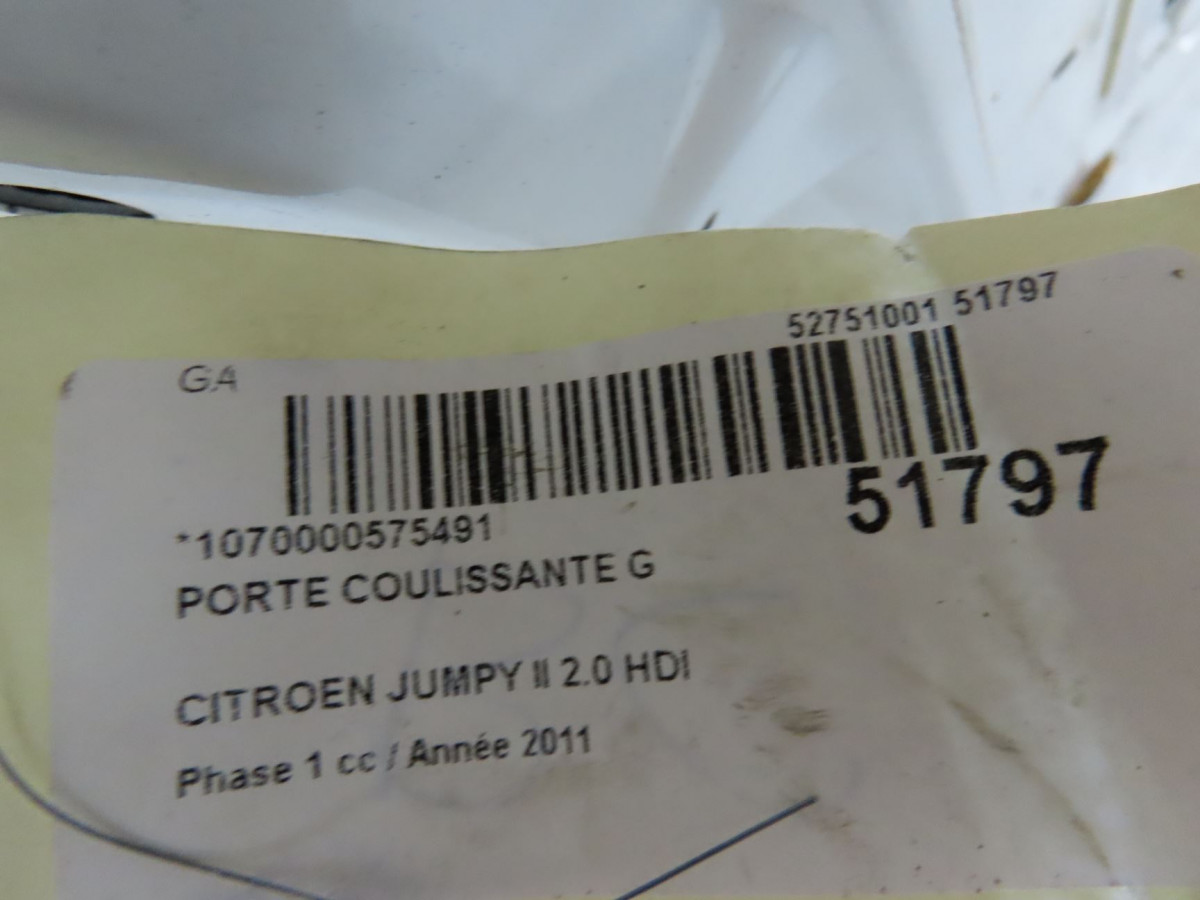 52751001 51797
GA
51797
*1070000575491
PORTE COULISSANTE G
CITROEN JUMPY II 2.0 HDI
Phase 1 cc / Année 2011